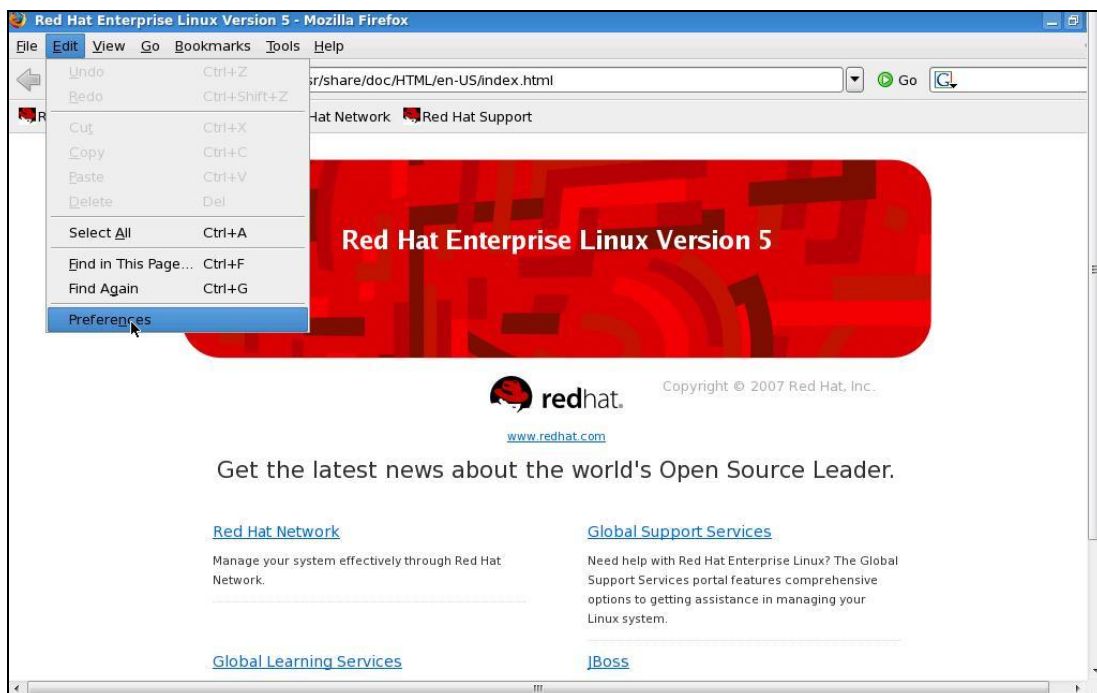 Red Hat Enterprise Linux Version 5 - Mozilla Firefox
File Edit View Go Bookmarks Tools Help
sr/share/doc/HTML/en-US/index.html Go G
R Hat Network Red Hat Support
Undo Ctrl+Z
Redo Ctrl+Shift+Z
Cut Ctrl+X
Copy Ctrl+C
Paste Ctrl+V
Delete Del
Select All Ctrl+A
Find in This Page... Ctrl+F
Find Again Ctrl+G
Preferences
Red Hat Enterprise Linux Version 5
redhat.
Copyright © 2007 Red Hat, Inc.
www.redhat.com
Get the latest news about the world's Open Source Leader.
Red Hat Network
Manage your system effectively through Red Hat
Network.
Global Support Services
Need help with Red Hat Enterprise Linux? The Global
Support Services portal features comprehensive
options to getting assistance in managing your
Linux system.
Global Learning Services
JBoss